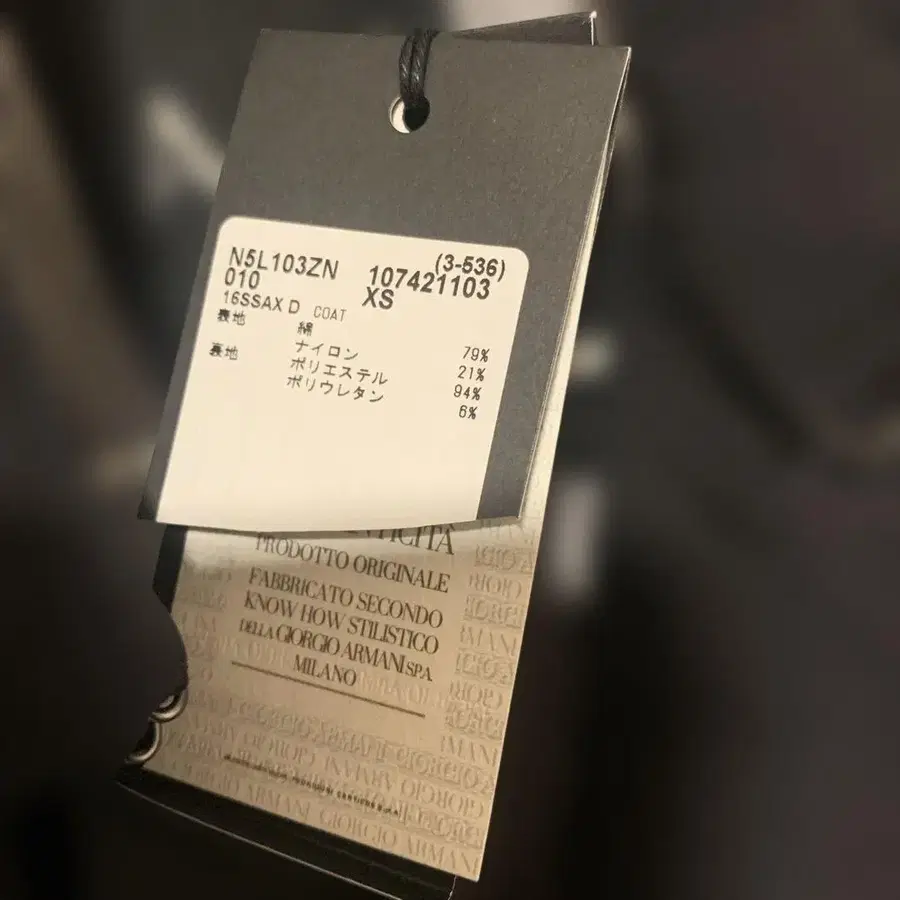 N5L103ZN (3-536)
010 107421103
XS
16SSAX D COAT
表地 綿 79%
ナイロン 21%
裏地 ポリエステル 94%
ポリウレタン 6%
PRODOTTO ORIGINALE
FABBRICATO SECONDO
KNOW HOW STILISTICO
DELLA GIORGIO ARMANI S.P.A.
MILANO
GIORGIO ARMANI